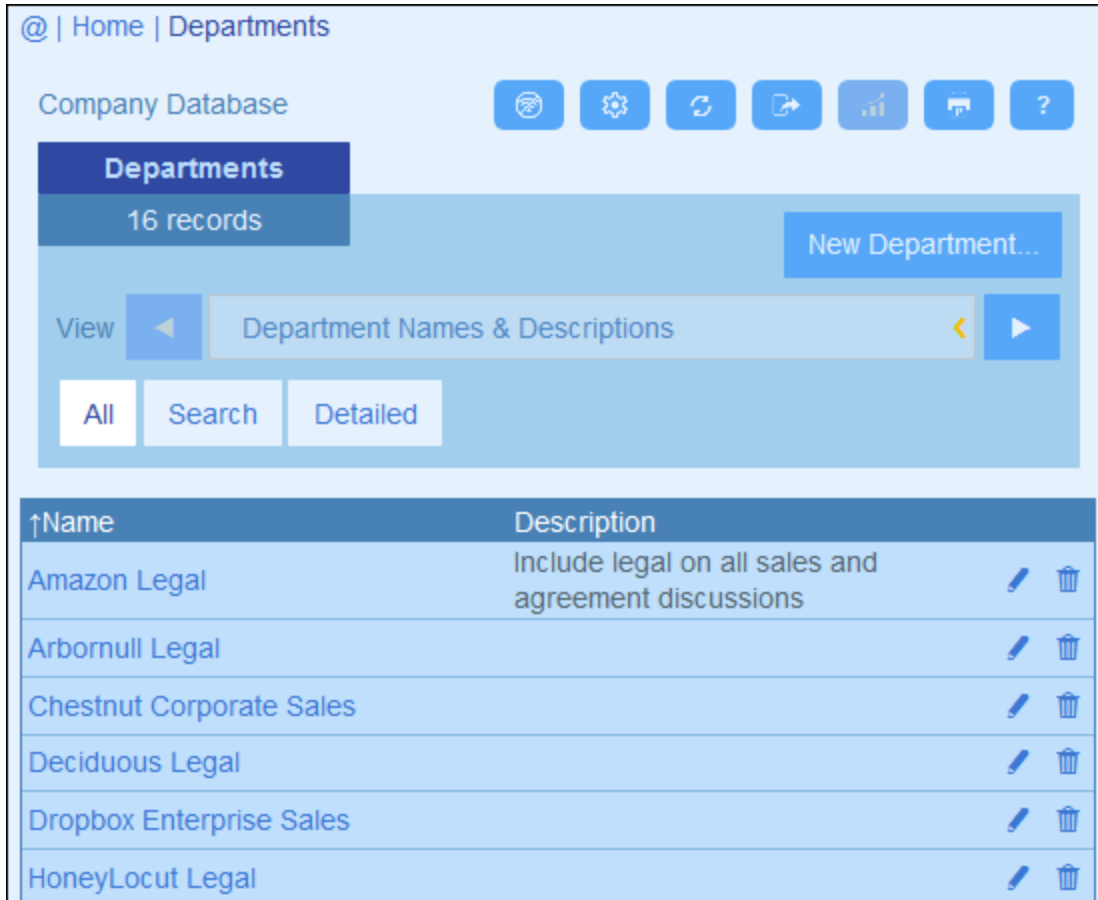 @ | Home | Departments
Company Database
?
Departments
16 records
New Department...
View
Department Names & Descriptions
All
Search
Detailed
↑Name Description
Amazon Legal Include legal on all sales and
agreement discussions
Arbornull Legal
Chestnut Corporate Sales
Deciduous Legal
Dropbox Enterprise Sales
HoneyLocut Legal